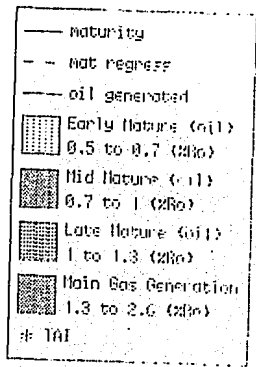 maturity
mat regress
oil generated
Early Mature (oil)
0.5 to 0.7 (%Ro)
Mid Mature (oil)
0.7 to 1 (%Ro)
Late Mature (oil)
1 to 1.3 (%Ro)
Main Gas Generation
1.3 to 2.6 (%Ro)
TAI